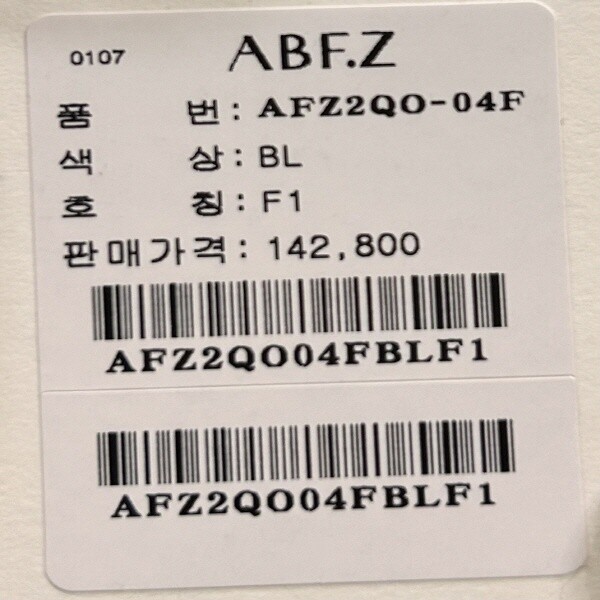 0107 ABF.Z
품 번: AFZ2QO-04F
색 상: BL
호 칭: F1
판매가격: 142,800
AFZ2QO04FBLF1
AFZ2QO04FBLF1